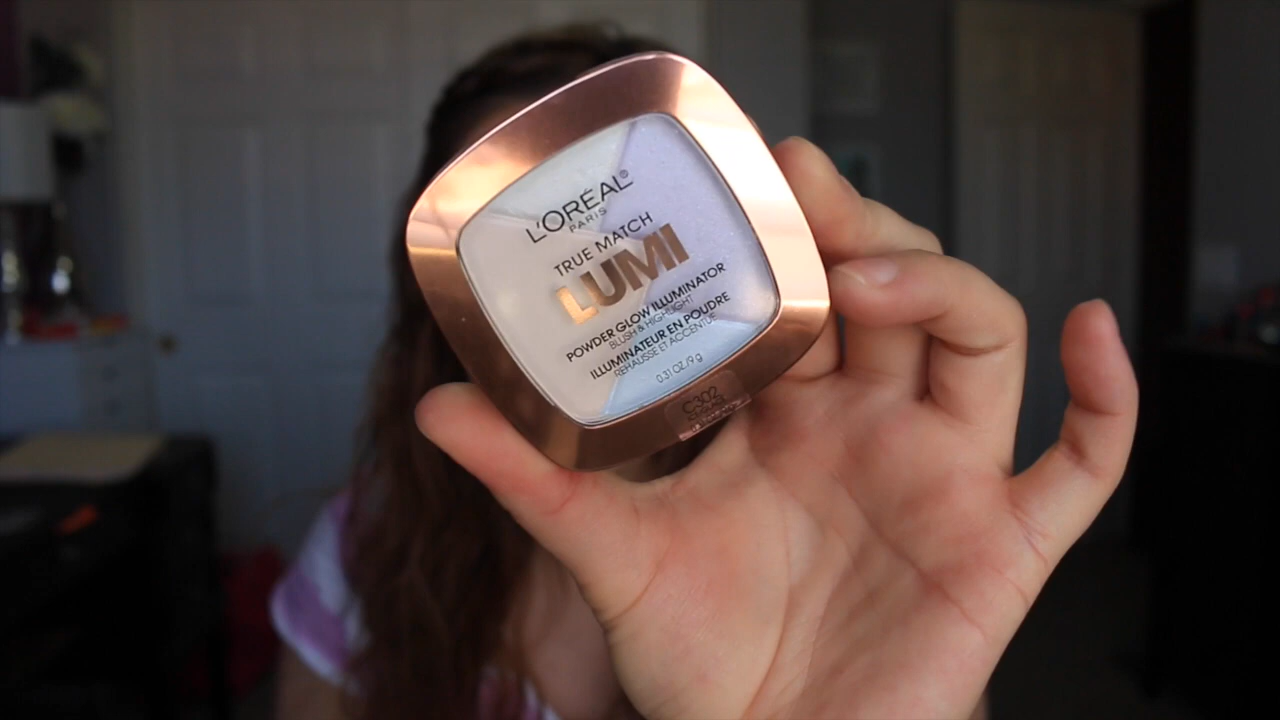 L'ORÉAL®
PARIS
TRUE MATCH
LUMI
POWDER GLOW ILLUMINATOR
BLUSH & HIGHLIGHT
ILLUMINATEUR EN POUDRE
REHAUSSE ET ACCENTUE
0.31 OZ/9 g
C302